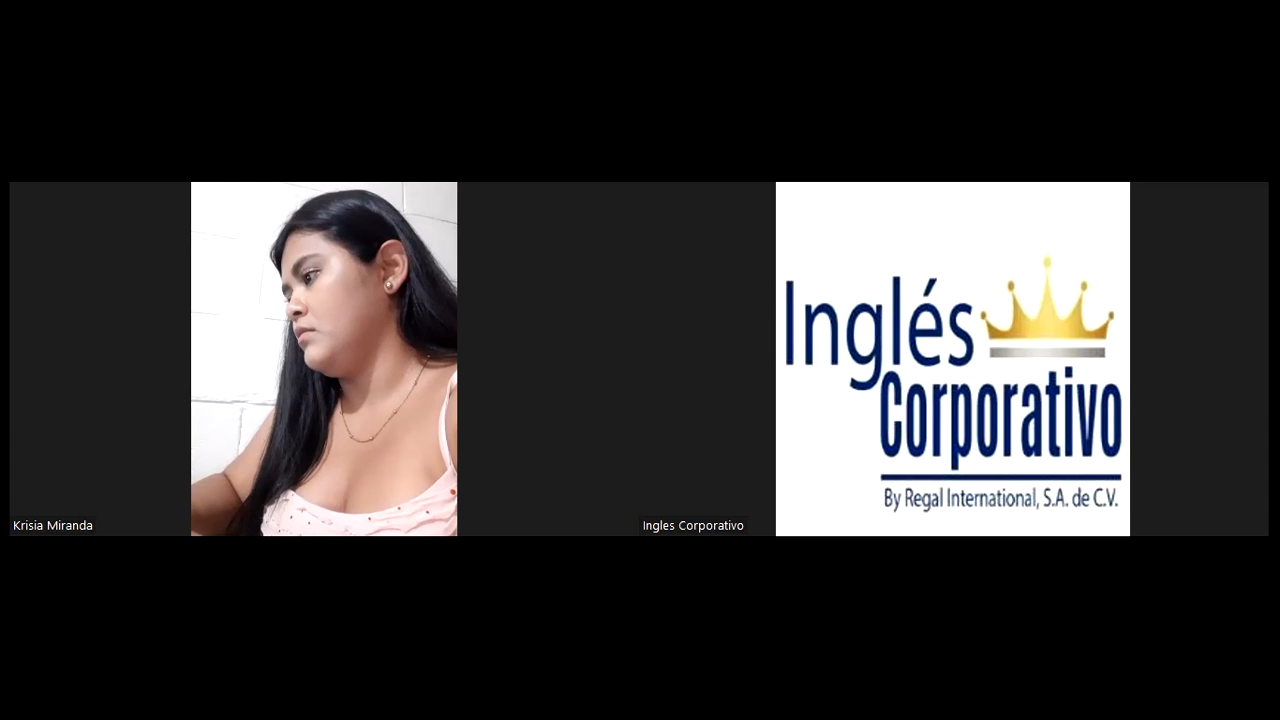 Inglés
Corporativo
By Regal International, S.A. de C.V.
Krisia Miranda
Ingles Corporativo